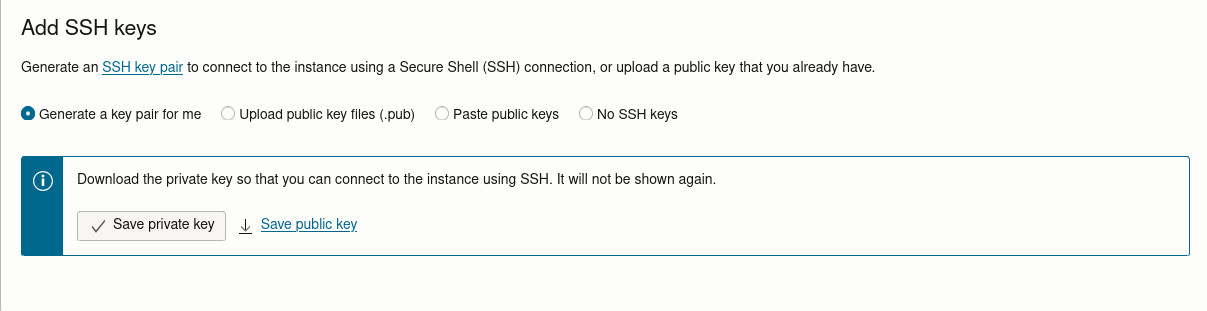 Add SSH keys
Generate an SSH key pair to connect to the instance using a Secure Shell (SSH) connection, or upload a public key that you already have.
Generate a key pair for me Upload public key files (.pub) Paste public keys No SSH keys
Download the private key so that you can connect to the instance using SSH. It will not be shown again.
Save private key Save public key